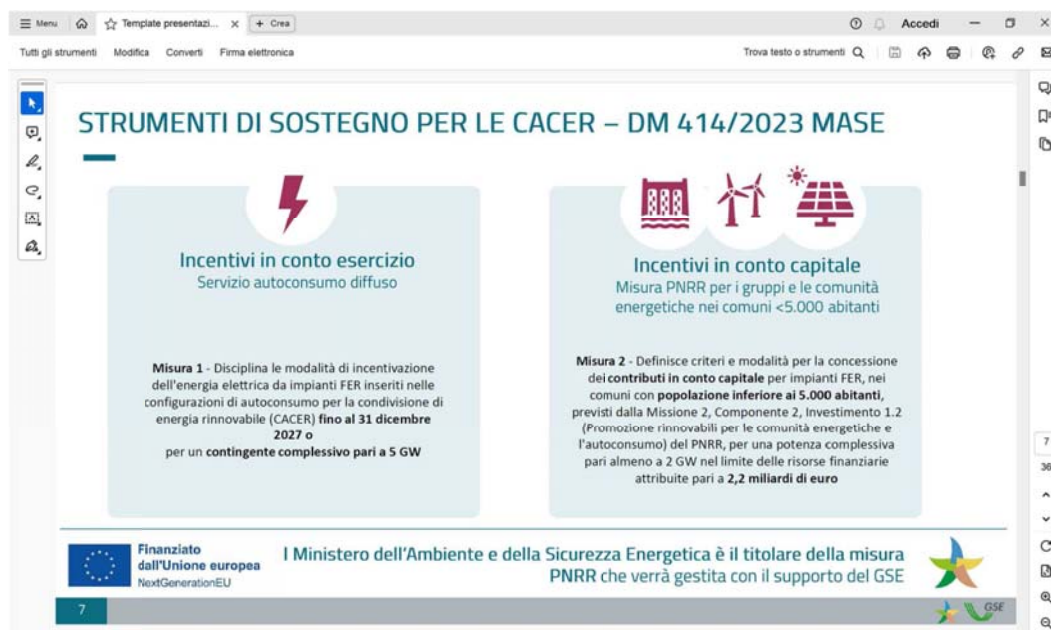 Menu
Template presentazi...
+ Crea
Accedi
Tutti gli strumenti Modifica Converti Firma elettronica
Trova testo o strumenti
STRUMENTI DI SOSTEGNO PER LE CACER – DM 414/2023 MASE
Incentivi in conto esercizio
Servizio autoconsumo diffuso
Misura 1 - Disciplina le modalità di incentivazione
dell'energia elettrica da impianti FER inseriti nelle
configurazioni di autoconsumo per la condivisione di
energia rinnovabile (CACER) fino al 31 dicembre
2027 o
per un contingente complessivo pari a 5 GW
Incentivi in conto capitale
Misura PNRR per i gruppi e le comunità
energetiche nei comuni <5.000 abitanti
Misura 2 - Definisce criteri e modalità per la concessione
dei contributi in conto capitale per impianti FER, nei
comuni con popolazione inferiore ai 5.000 abitanti,
previsti dalla Missione 2, Componente 2, Investimento 1.2
(Promozione rinnovabili per le comunità energetiche e
l'autoconsumo) del PNRR, per una potenza complessiva
pari almeno a 2 GW nel limite delle risorse finanziarie
attribuite pari a 2,2 miliardi di euro
Finanziato
dall'Unione europea
NextGenerationEU
l Ministero dell'Ambiente e della Sicurezza Energetica è il titolare della misura
PNRR che verrà gestita con il supporto del GSE
7
GSE
7
36